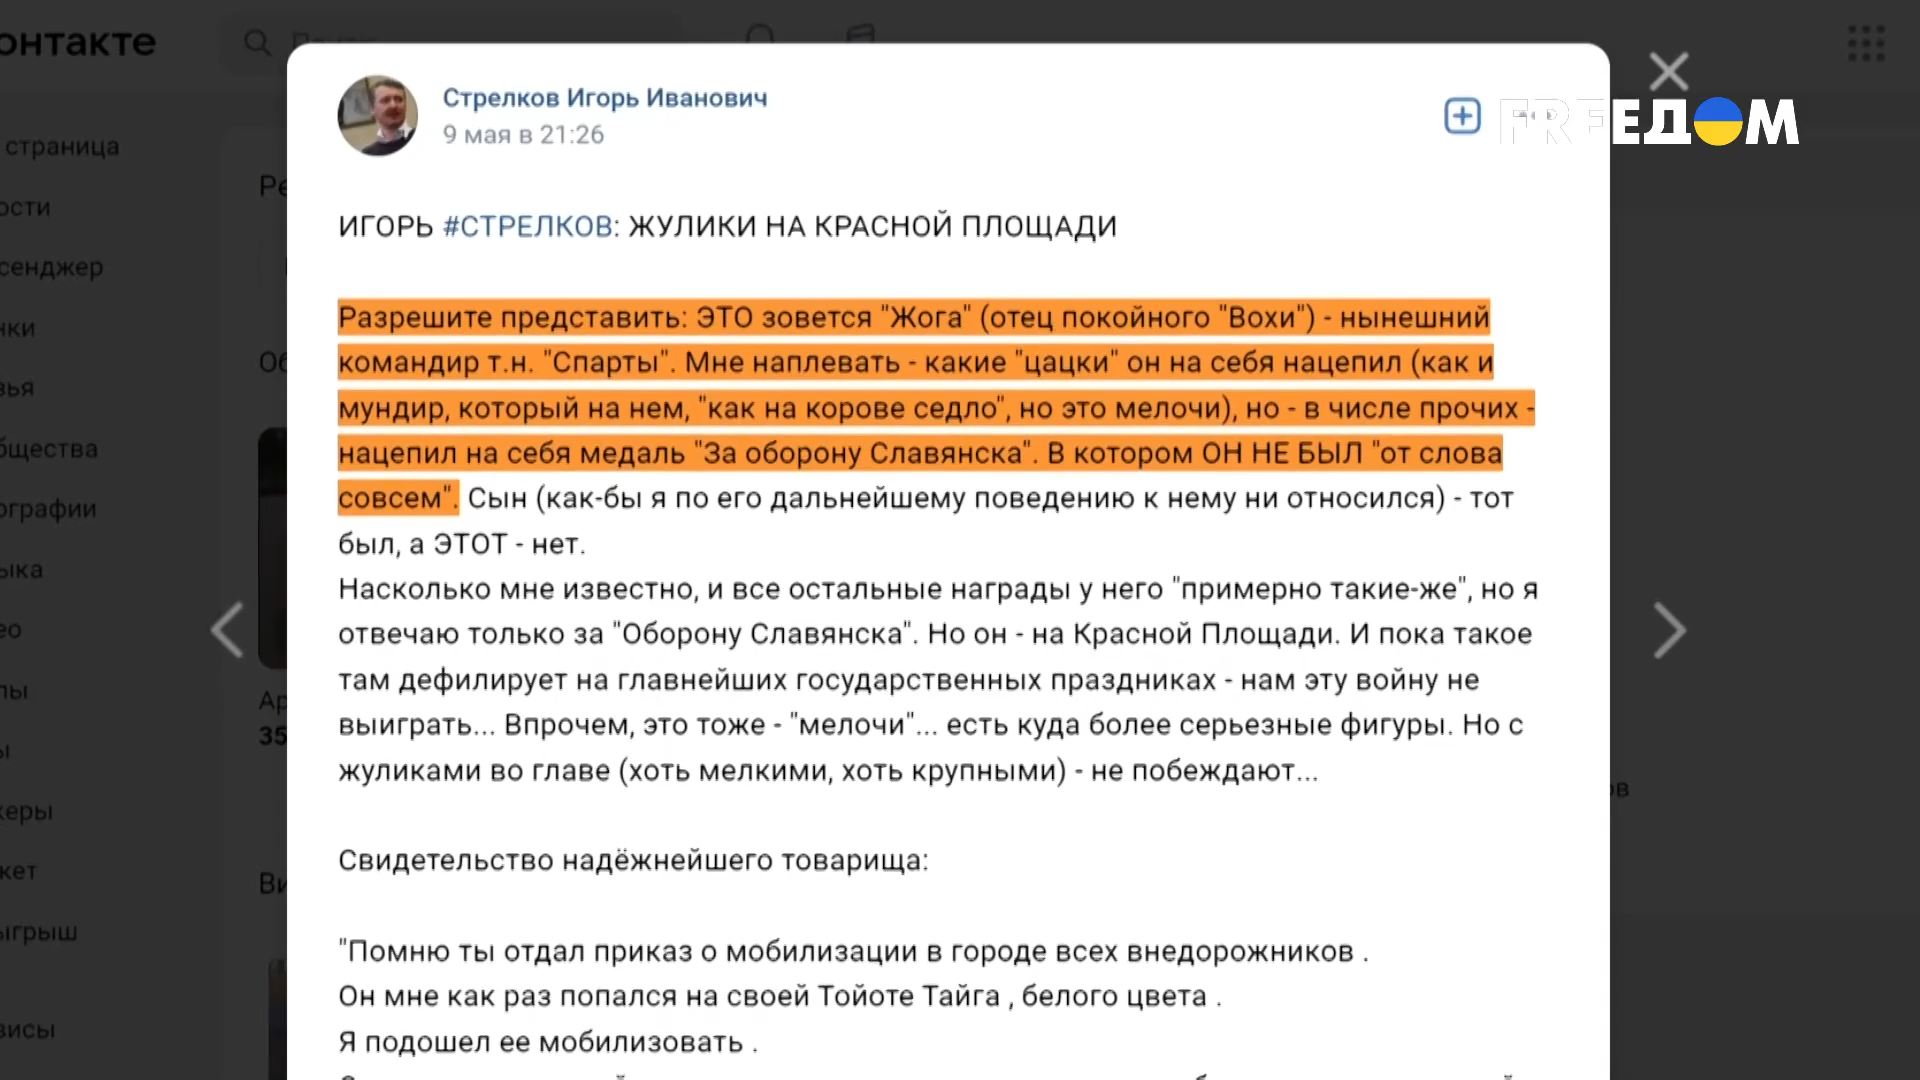 онтакте
Стрелков Игорь Иванович
9 мая в 21:26
FREEДОМ
страница
ости
сенджер
нки
ья
бщества
ографии
ыка
ео
пы
ы
керы
кет
ыгрыш
висы
Ре
Об
Ар
35
Ви
ов
ИГОРЬ #СТРЕЛКОВ: ЖУЛИКИ НА КРАСНОЙ ПЛОЩАДИ
Разрешите представить: ЭТО зовется "Жога" (отец покойного "Вохи") - нынешний
командир т.н. "Спарты". Мне наплевать - какие "цацки" он на себя нацепил (как и
мундир, который на нем, "как на корове седло", но это мелочи), но - в числе прочих -
нацепил на себя медаль "За оборону Славянска". В котором ОН НЕ БЫЛ "от слова
совсем". Сын (как-бы я по его дальнейшему поведению к нему ни относился) - тот
был, а ЭТОТ - нет.
Насколько мне известно, и все остальные награды у него "примерно такие-же", но я
отвечаю только за "Оборону Славянска". Но он - на Красной Площади. И пока такое
там дефилирует на главнейших государственных праздниках - нам эту войну не
выиграть... Впрочем, это тоже - "мелочи"... есть куда более серьезные фигуры. Но с
жуликами во главе (хоть мелкими, хоть крупными) - не побеждают...
Свидетельство надёжнейшего товарища:
"Помню ты отдал приказ о мобилизации в городе всех внедорожников .
Он мне как раз попался на своей Тойоте Тайга , белого цвета .
Я подошел ее мобилизовать .